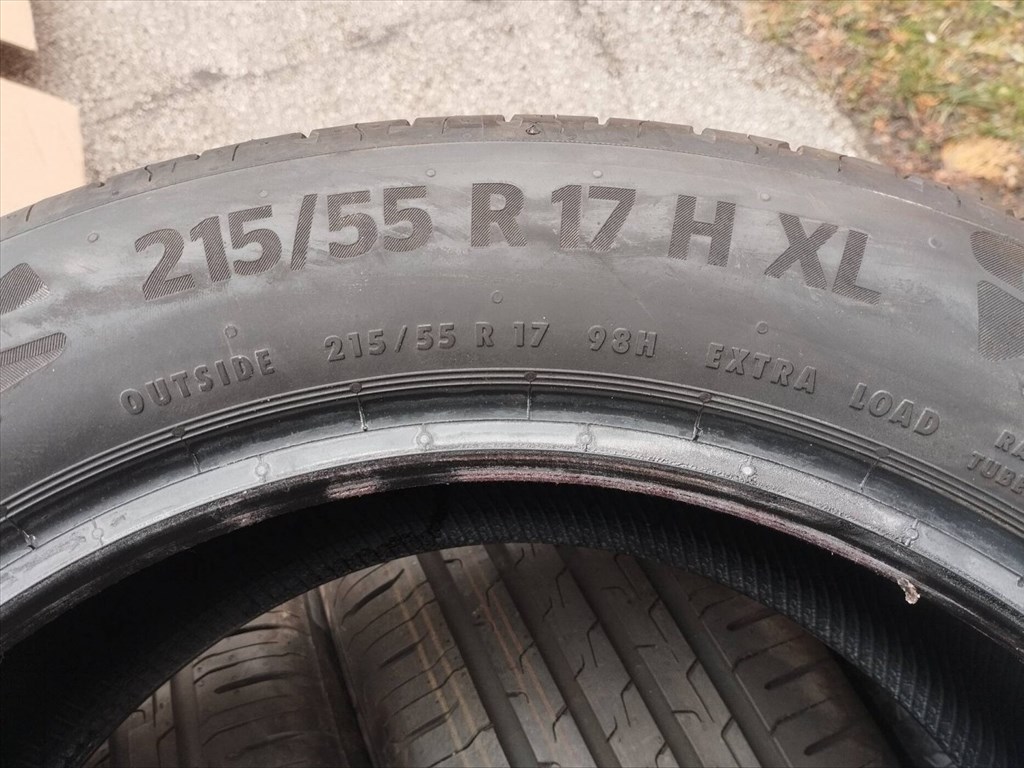 215/55 R 17 H XL
OUTSIDE 215/55 R 17 98H EXTRA LOAD